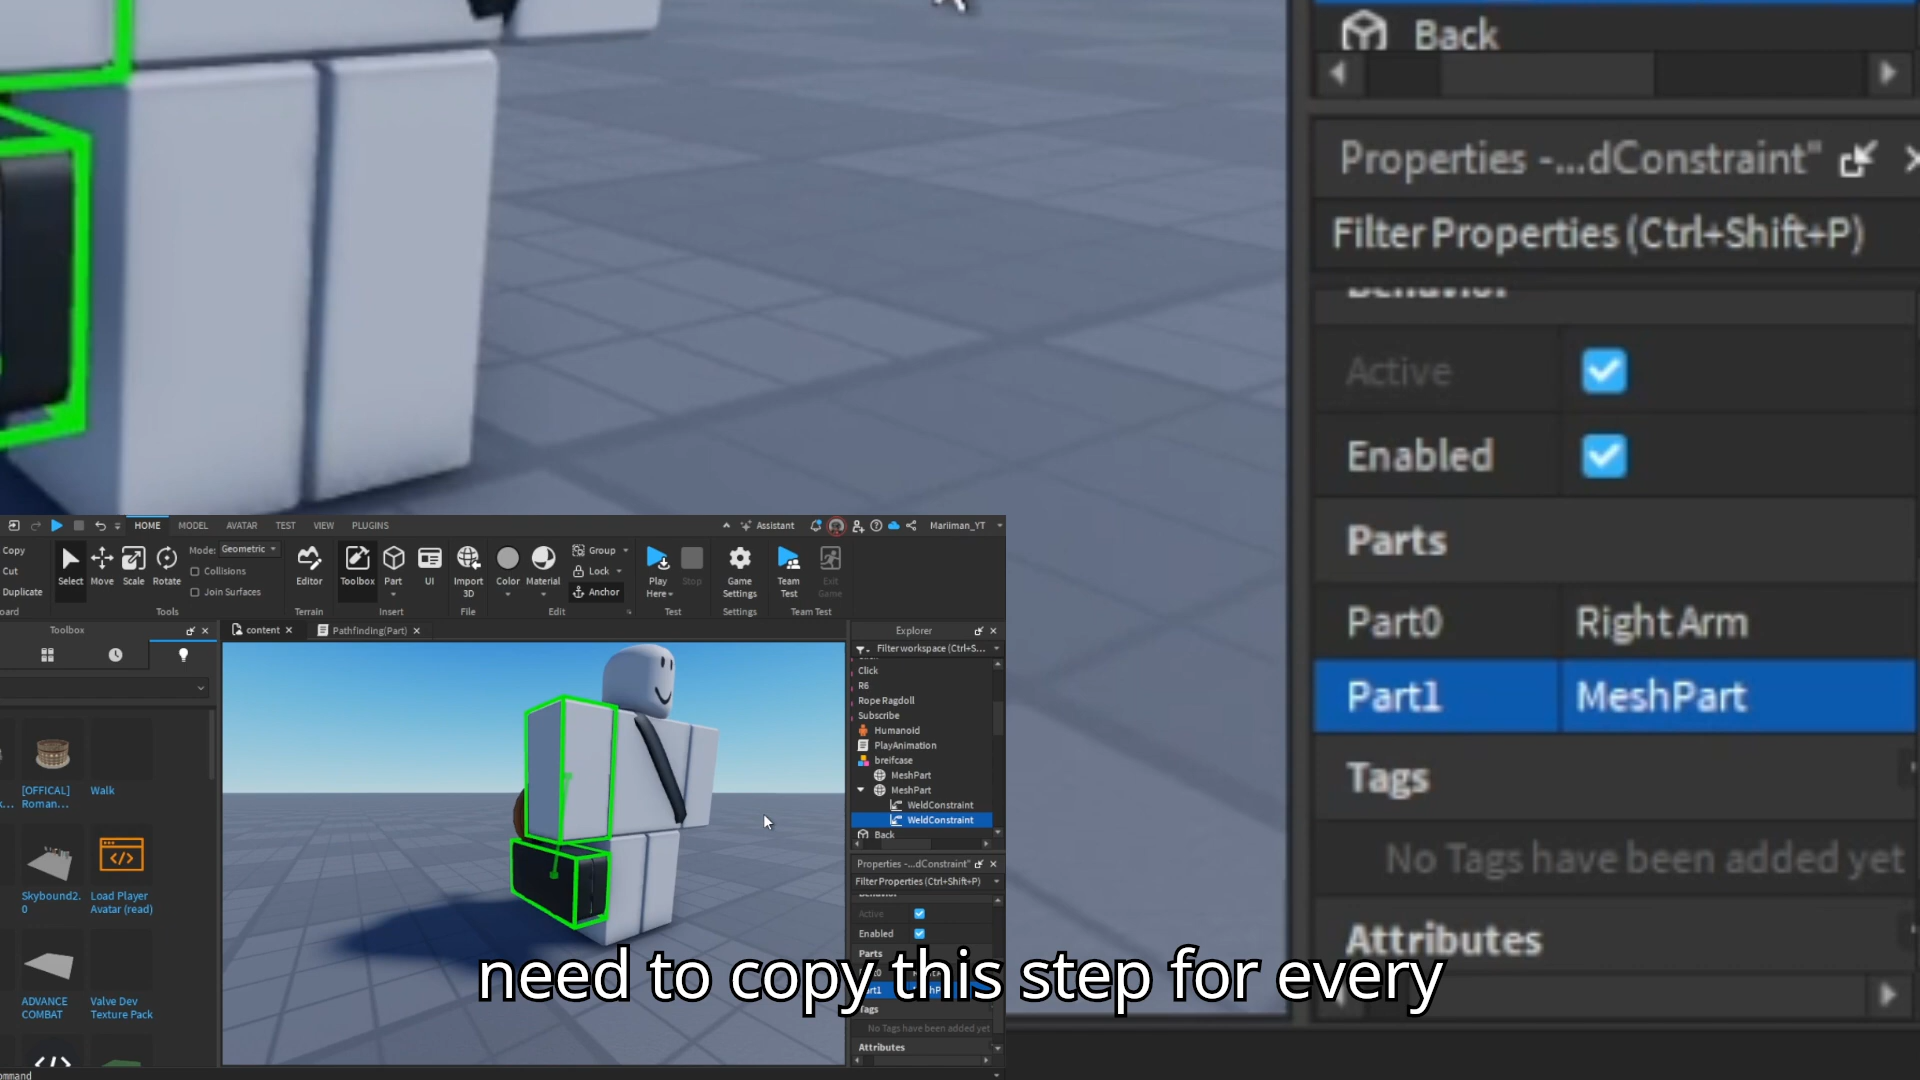 Back
Properties -...dConstraint"
Filter Properties (Ctrl+Shift+P)
Behavior
Active
Enabled
Parts
Part0 Right Arm
Part1 MeshPart
Tags
No Tags have been added yet
Attributes
HOME MODEL AVATAR TEST VIEW PLUGINS Assistant Mariiman_YT
Copy
Cut
Duplicate
Select Move Scale Rotate
Mode: Geometric
Collisions
Join Surfaces
Tools
Editor
Terrain
Toolbox Part UI
Insert
Import
3D
File
Color Material
Group
Lock
Anchor
Edit
Play
Here
Stop
Test
Game
Settings
Settings
Team
Test
Exit
Game
Team Test
Toolbox
content
Pathfinding(Part)
Explorer
Filter workspace (Ctrl+S...
Click
R6
Rope Ragdoll
Subscribe
Humanoid
PlayAnimation
breifcase
MeshPart
MeshPart
WeldConstraint
WeldConstraint
Back
Properties -...dConstraint"
Filter Properties (Ctrl+Shift+P)
Behavior
Active
Enabled
Parts
Tags
No Tags have been added yet
Attributes
[OFFICAL]
Roman...
Walk
Skybound2.
0
Load Player
Avatar (read)
ADVANCE
COMBAT
Valve Dev
Texture Pack
need to copy this step for every